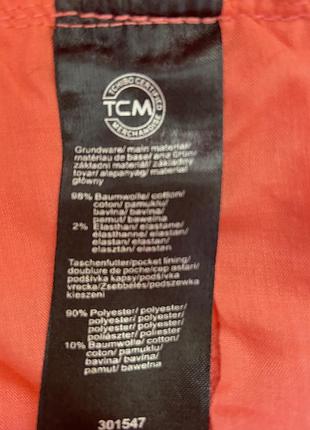 TCHIBO CERTIFIED
TCM
MERCHANDISE
Grundware/ main material/
matériau de base/ ana ürün/
základní materiál/ základný
tovar/ alapanyag/ materiał
główny
98% Baumwolle/ cotton/
coton/ pamuklu/
bavlna/ bavlna/
pamut/ bawełna
2% Elasthan/ elastane/
élasthanne/ elastan/
elastan/ elastan/
elasztán/ elastan
Taschenfutter/pocket lining/
doublure de poche/cep astarı/
podšívka kapsy/podšívka
vrecka/Zsebbélés/podszewka
kieszeni
90% Polyester/ polyester/
polyester/ polyester/
polyester/ polyester/
poliészter/ poliester
10% Baumwolle/ cotton/
coton/ pamuklu/
bavlna/ bavlna/
pamut/ bawełna
301547